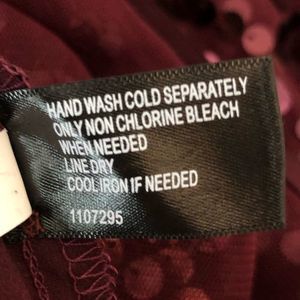 HAND WASH COLD SEPARATELY
ONLY NON CHLORINE BLEACH
WHEN NEEDED
LINE DRY
COOL IRON IF NEEDED
1107295